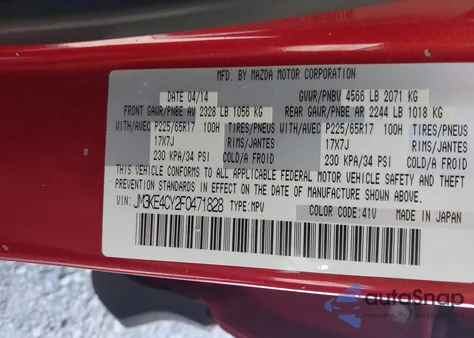 MFD. BY MAZDA MOTOR CORPORATION
DATE 04/14 GVWR/PNBV 4566 LB 2071 KG
FRONT GAWR/PNBE AV 2328 LB 1056 KG REAR GAWR/PNBE AR 2244 LB 1018 KG
WITH/AVEC P225/65R17 100H TIRES/PNEUS WITH/AVEC P225/65R17 100H TIRES/PNEUS
17X7J RIMS/JANTES 17X7J RIMS/JANTES
230 KPA/34 PSI COLD/A FROID 230 KPA/34 PSI COLD/A FROID
THIS VEHICLE CONFORMS TO ALL APPLICABLE FEDERAL MOTOR VEHICLE SAFETY AND THEFT
PREVENTION STANDARDS IN EFFECT ON THE DATE OF MANUFACTURE SHOWN ABOVE.
VIN: JM3KE4CY2F0471828 TYPE:MPV COLOR CODE:41V MADE IN JAPAN
autoSnap